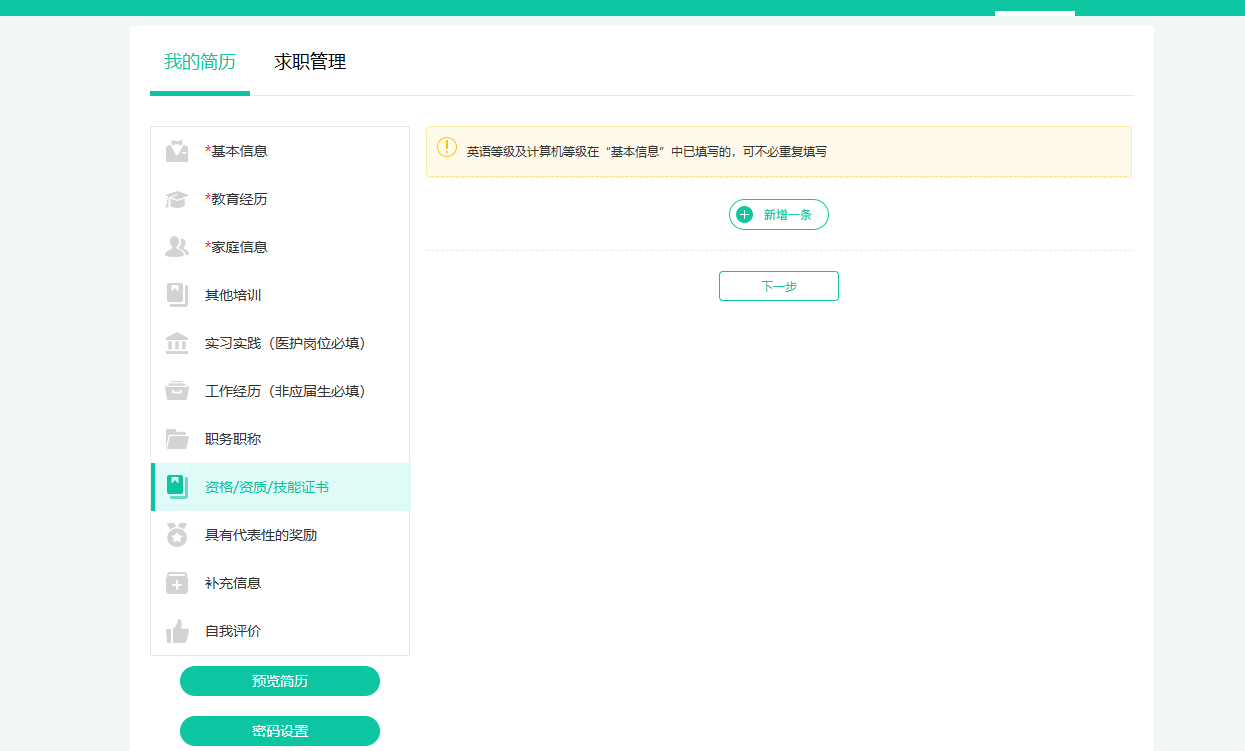 我的简历
求职管理
*基本信息
*教育经历
*家庭信息
其他培训
实习实践（医护岗位必填）
工作经历（非应届生必填）
职务职称
资格/资质/技能证书
具有代表性的奖励
补充信息
自我评价
预览简历
密码设置
英语等级及计算机等级在“基本信息”中已填写的，可不必重复填写
新增一条
下一步